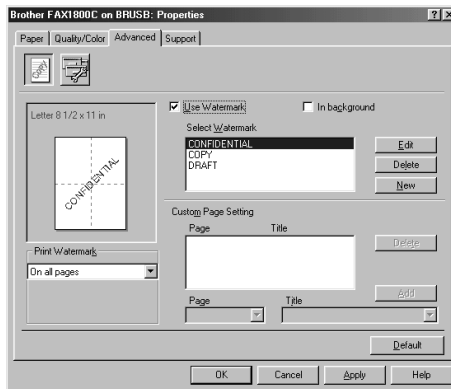 Brother FAX1800C on BRUSB: Properties
Paper Quality/Color Advanced Support
Copy
Letter 8 1/2 x 11 in
Use Watermark In background
Select Watermark
CONFIDENTIAL
COPY
DRAFT
Edit
Delete
New
CONFIDENTIAL
Custom Page Setting
Page Title
Delete
Print Watermark
On all pages
Add
Page Title
Default
OK Cancel Apply Help